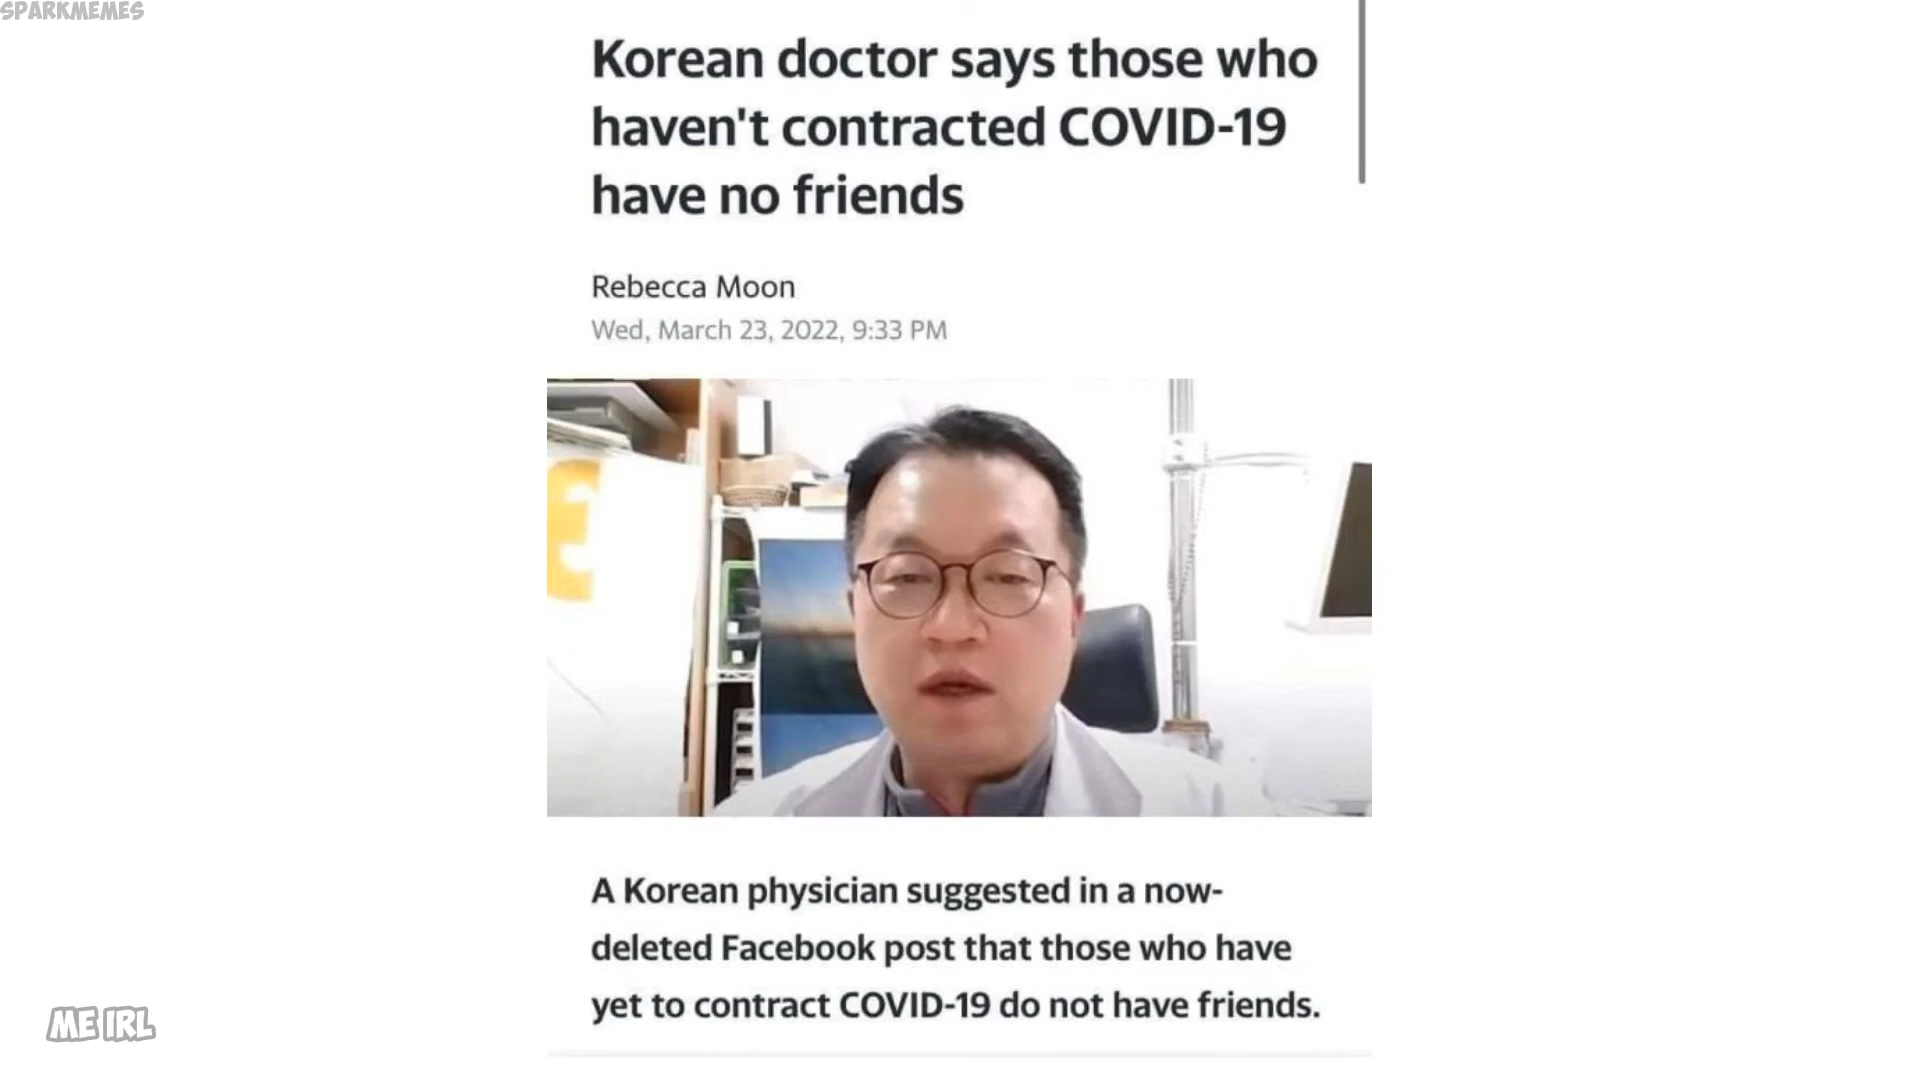 SPARKMEMES
Korean doctor says those who
haven't contracted COVID-19
have no friends
Rebecca Moon
Wed, March 23, 2022, 9:33 PM
A Korean physician suggested in a now-
deleted Facebook post that those who have
yet to contract COVID-19 do not have friends.
ME IRL